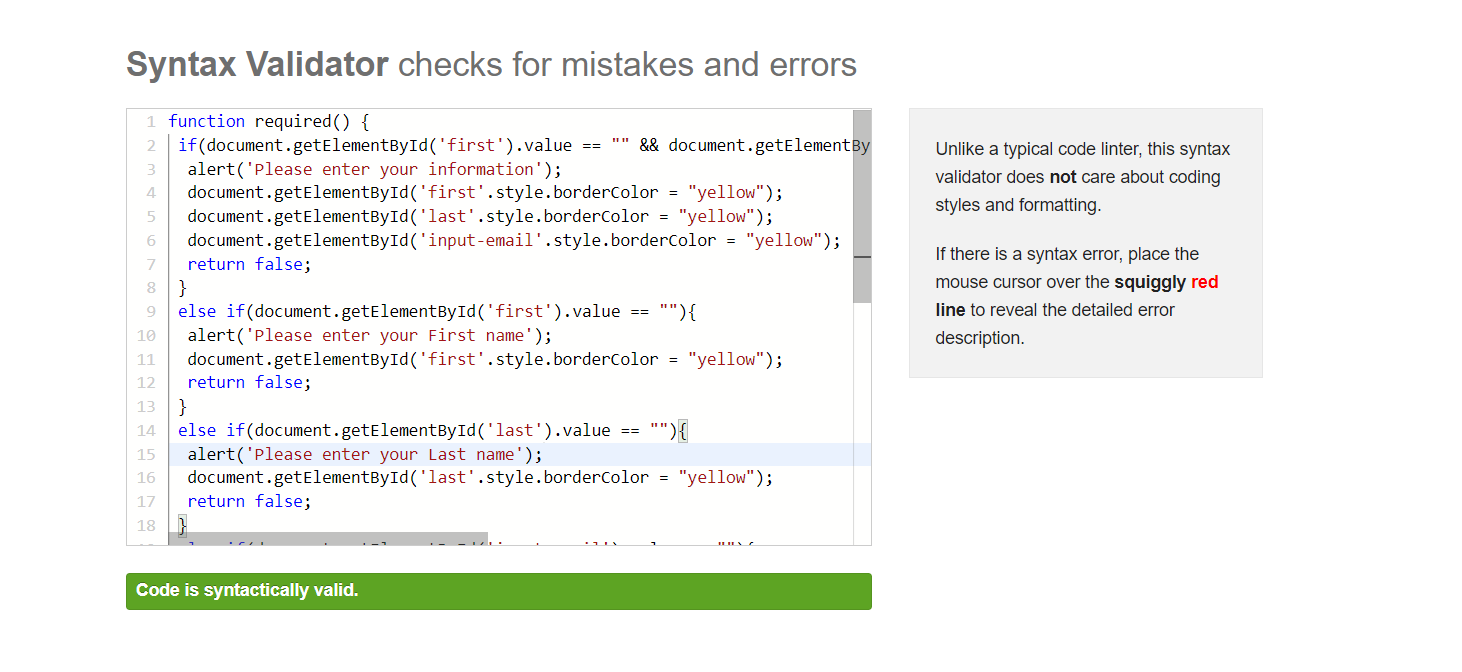 Syntax Validator checks for mistakes and errors
1 function required() {
2 if(document.getElementById('first').value == "" && document.getElementBy
3 alert('Please enter your information');
4 document.getElementById('first'.style.borderColor = "yellow");
5 document.getElementById('last'.style.borderColor = "yellow");
6 document.getElementById('input-email'.style.borderColor = "yellow");
7 return false;
8 }
9 else if(document.getElementById('first').value == ""){
10 alert('Please enter your First name');
11 document.getElementById('first'.style.borderColor = "yellow");
12 return false;
13 }
14 else if(document.getElementById('last').value == ""){
15 alert('Please enter your Last name');
16 document.getElementById('last'.style.borderColor = "yellow");
17 return false;
18 }
Code is syntactically valid.
Unlike a typical code linter, this syntax
validator does not care about coding
styles and formatting.
If there is a syntax error, place the
mouse cursor over the squiggly red
line to reveal the detailed error
description.